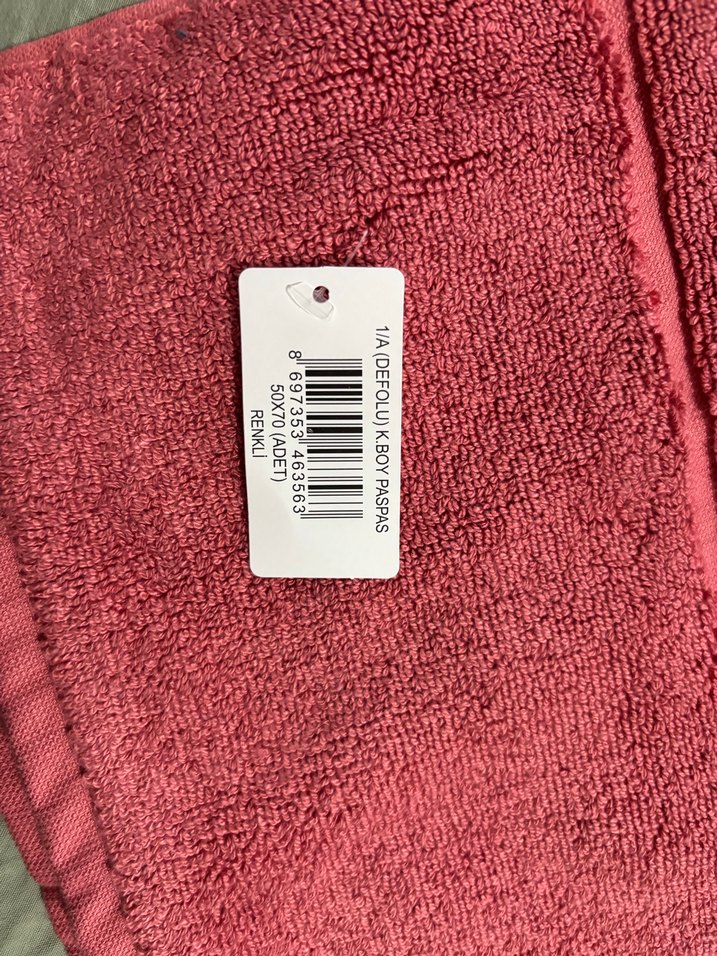 1/A (DEFOLU) K.BOY PASPAS
8 697353 463563
50X70 (ADET)
RENKLİ